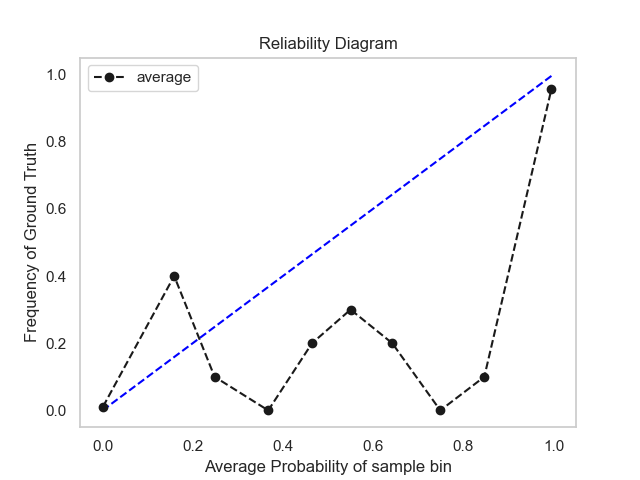 Reliability Diagram
average
Frequency of Ground Truth
1.0
0.8
0.6
0.4
0.2
0.0
0.0 0.2 0.4 0.6 0.8 1.0
Average Probability of sample bin